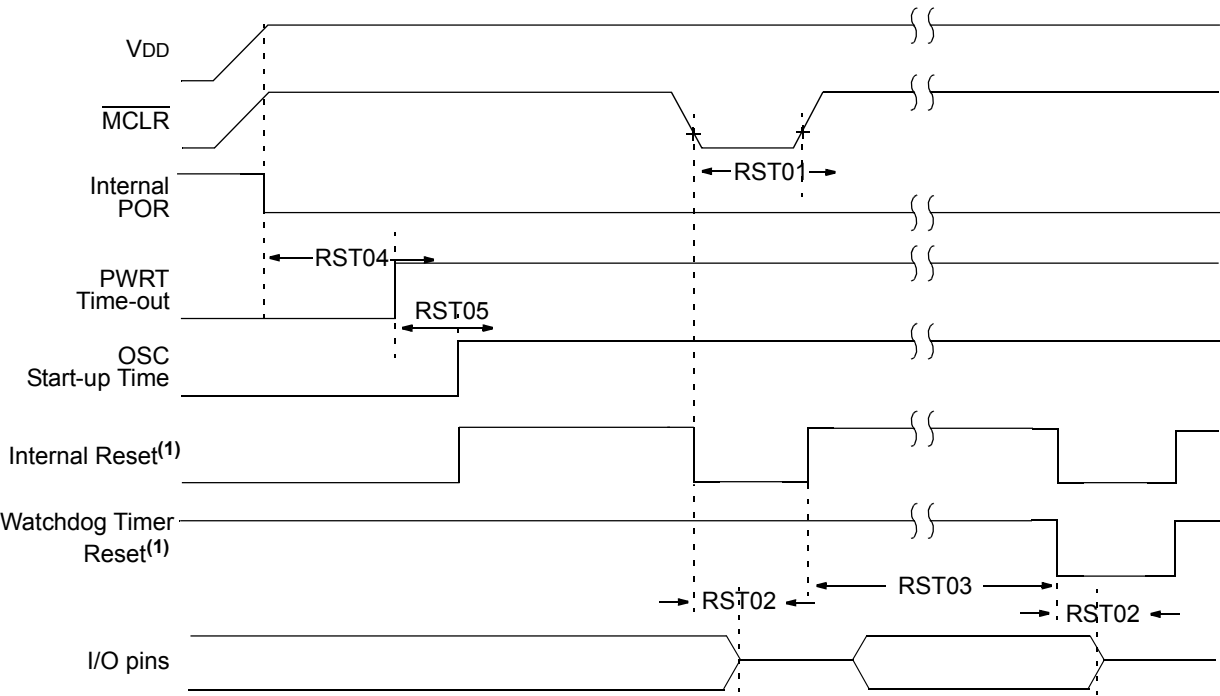 VDD
MCLR
RST01
Internal
POR
RST04
PWRT
Time-out
RST05
OSC
Start-up Time
Internal Reset(1)
Watchdog Timer
Reset(1)
RST03
RST02
RST02
I/O pins